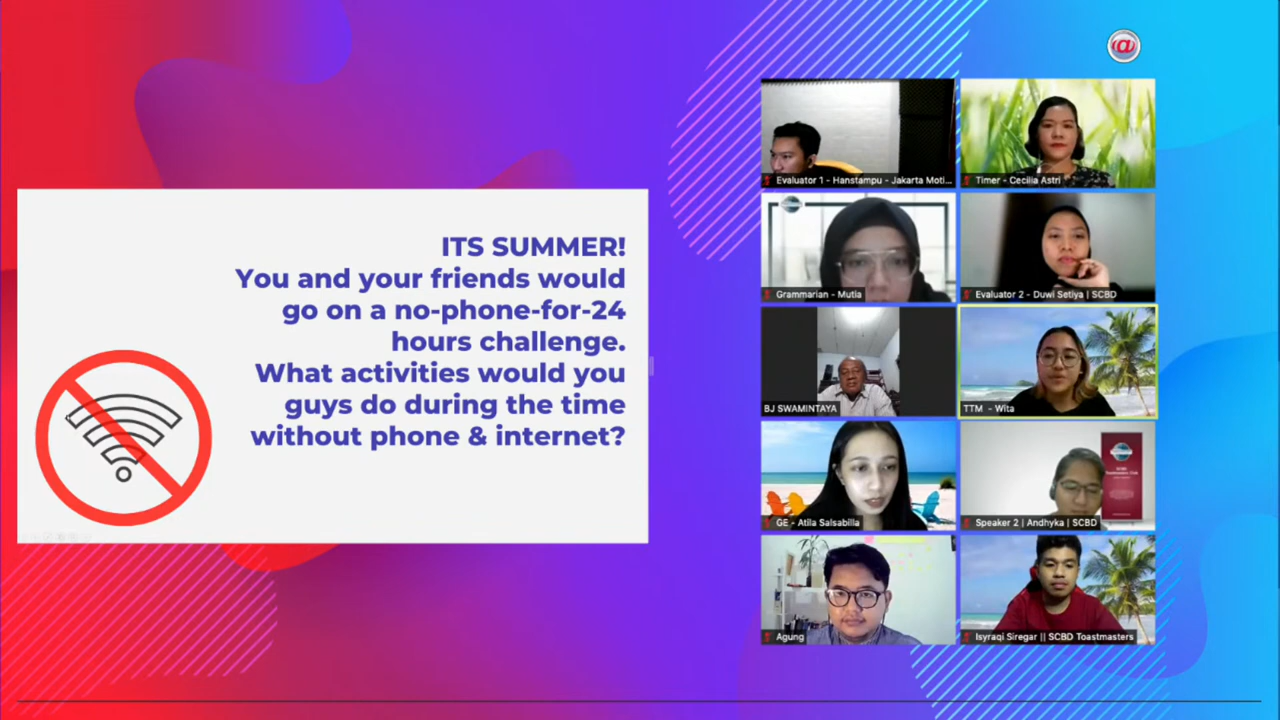 ITS SUMMER!
You and your friends would
go on a no-phone-for-24
hours challenge.
What activities would you
guys do during the time
without phone & internet?
@
Evaluator 1 - Hanstampu - Jakarta Moti...
Timer - Cecilia Astri
Grammarian - Mutia
Evaluator 2 - Duwi Setiya | SCBD
BJ SWAMINTAYA
TTM - Wita
GE - Atila Salsabilla
Speaker 2 | Andhyka | SCBD
Agung
Isyraqi Siregar || SCBD Toastmasters